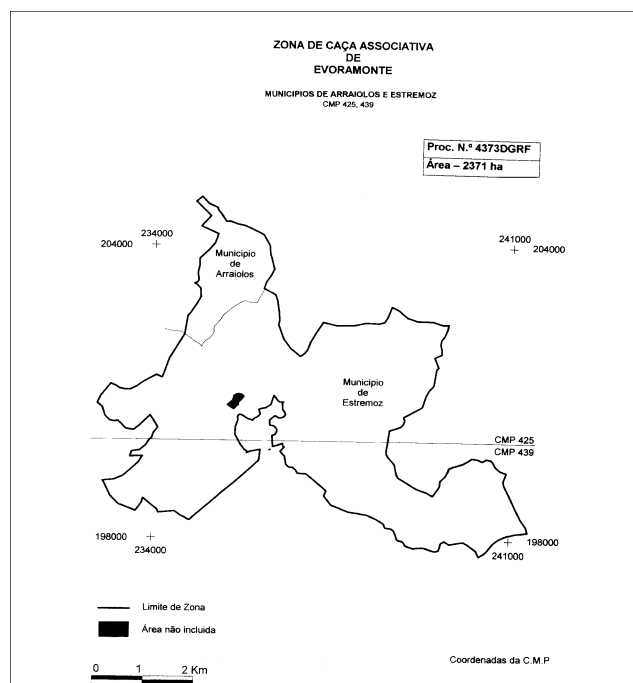 ZONA DE CAÇA ASSOCIATIVA
DE
EVORAMONTE
MUNICIPIOS DE ARRAIOLOS E ESTREMOZ
CMP 425, 439
Proc. N.º 4373DGRF
Área – 2371 ha
234000
204000
241000
204000
Municipio
de
Arraiolos
Municipio
de
Estremoz
CMP 425
CMP 439
198000
234000
198000
241000
Limite de Zona
Área não incluida
Coordenadas da C.M.P
0 1 2 Km